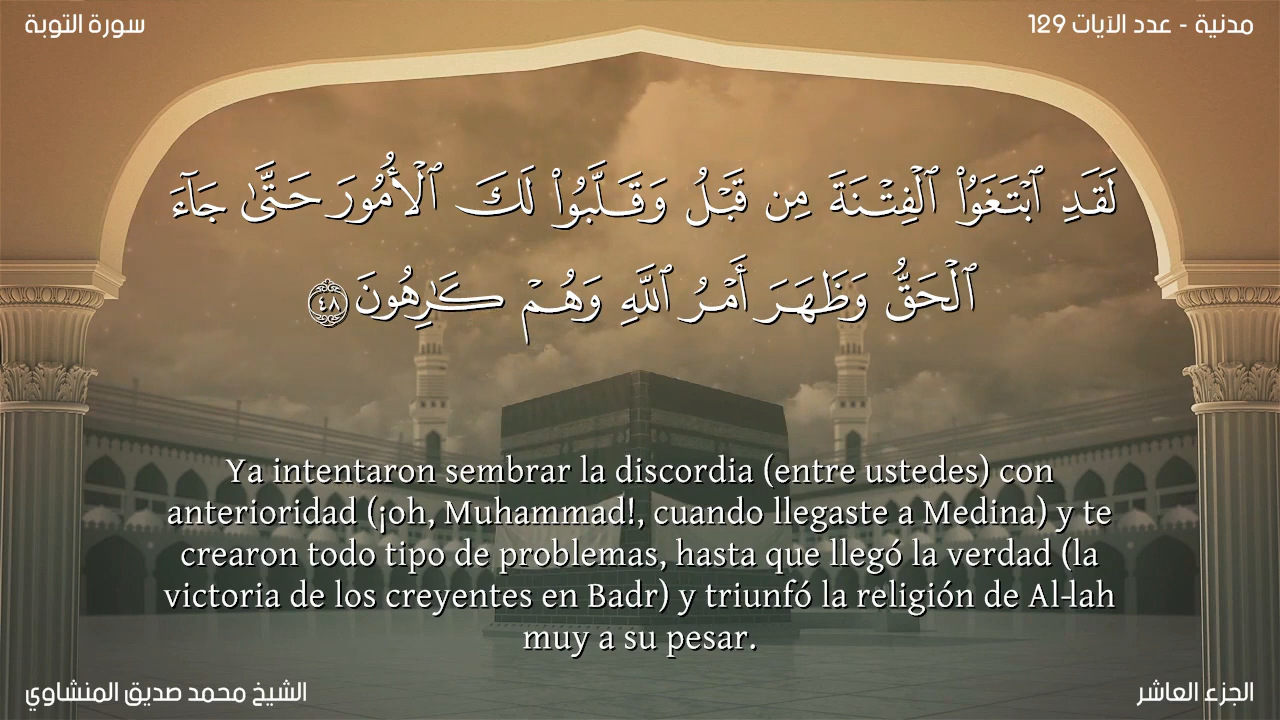 سورة التوبة
مدنية - عدد الآيات 129
لَقَدِ ٱبْتَغَوُا۟ ٱلْفِتْنَةَ مِن قَبْلُ وَقَلَّبُوا۟ لَكَ ٱلْأُمُورَ حَتَّىٰ جَآءَ
ٱلْحَقُّ وَظَهَرَ أَمْرُ ٱللَّهِ وَهُمْ كَـٰرِهُونَ ٤٨
Ya intentaron sembrar la discordia (entre ustedes) con
anterioridad (¡oh, Muhammad!, cuando llegaste a Medina) y te
crearon todo tipo de problemas, hasta que llegó la verdad (la
victoria de los creyentes en Badr) y triunfó la religión de Al-lah
muy a su pesar.
الشيخ محمد صديق المنشاوي
الجزء العاشر